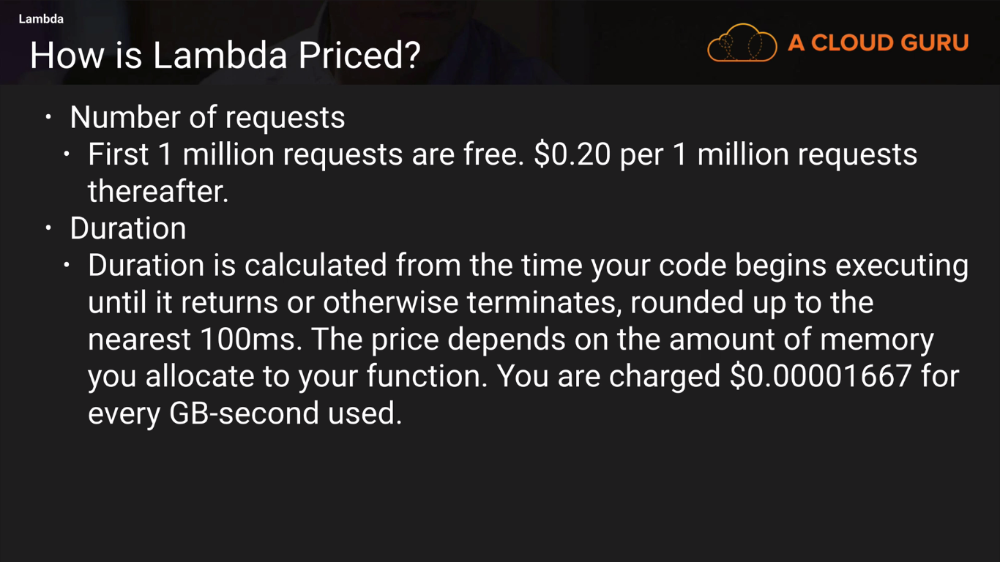 Lambda
How is Lambda Priced?
A CLOUD GURU
• Number of requests
• First 1 million requests are free. $0.20 per 1 million requests
thereafter.
• Duration
• Duration is calculated from the time your code begins executing
until it returns or otherwise terminates, rounded up to the
nearest 100ms. The price depends on the amount of memory
you allocate to your function. You are charged $0.00001667 for
every GB-second used.